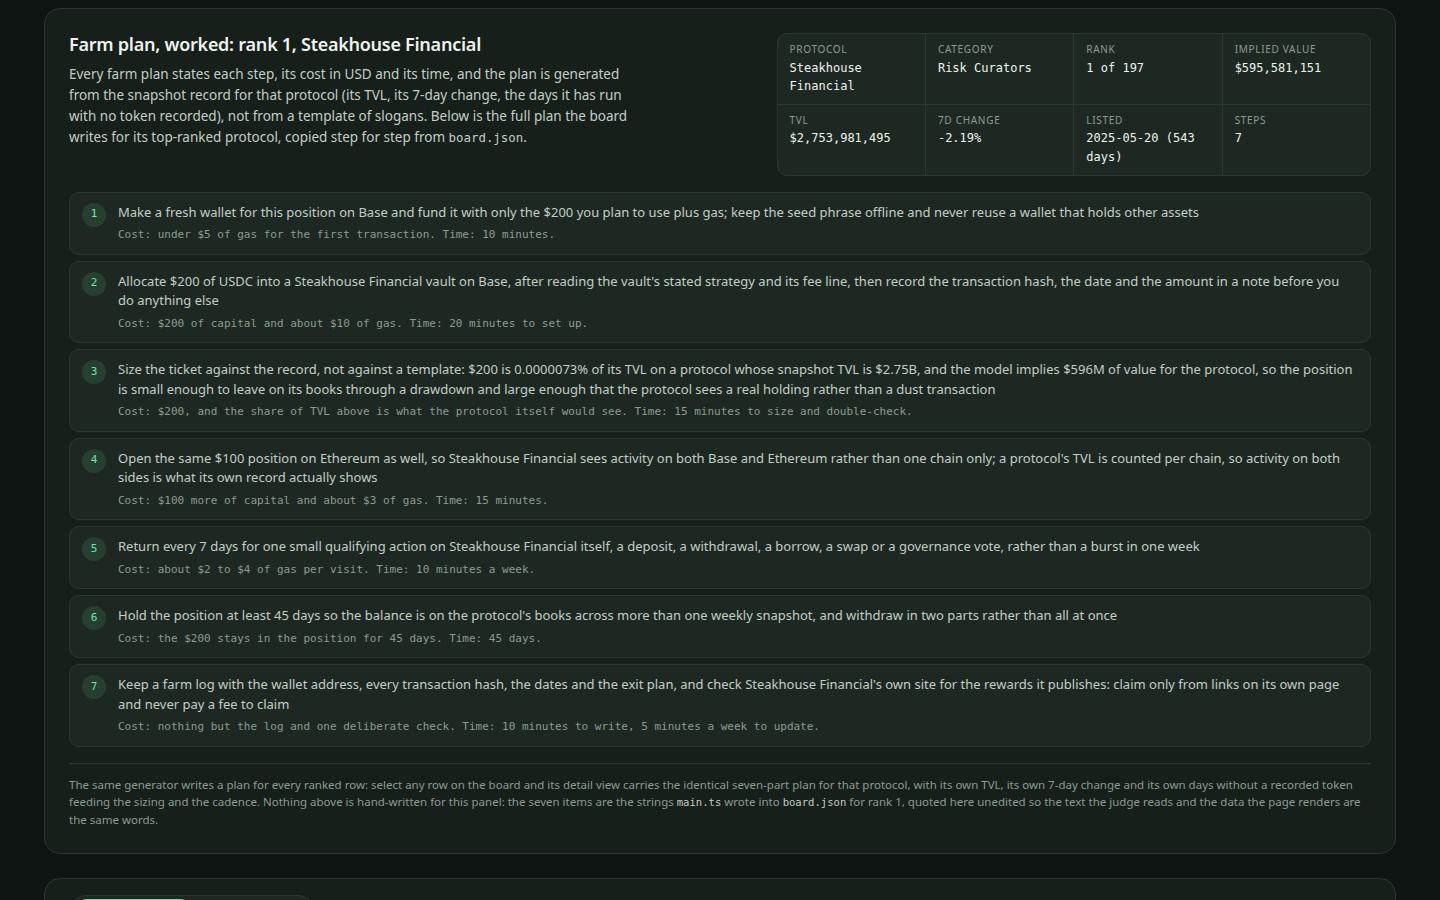 Farm plan, worked: rank 1, Steakhouse Financial
Every farm plan states each step, its cost in USD and its time, and the plan is generated
from the snapshot record for that protocol (its TVL, its 7-day change, the days it has run
with no token recorded), not from a template of slogans. Below is the full plan the board
writes for its top-ranked protocol, copied step for step from board.json.
PROTOCOL
Steakhouse
Financial
CATEGORY
Risk Curators
RANK
1 of 197
IMPLIED VALUE
$595,581,151
TVL
$2,753,981,495
7D CHANGE
-2.19%
LISTED
2025-05-20 (543
days)
STEPS
7
1
Make a fresh wallet for this position on Base and fund it with only the $200 you plan to use plus gas; keep the seed phrase offline and never reuse a wallet that holds other assets
Cost: under $5 of gas for the first transaction. Time: 10 minutes.
2
Allocate $200 of USDC into a Steakhouse Financial vault on Base, after reading the vault's stated strategy and its fee line, then record the transaction hash, the date and the amount in a note before you
do anything else
Cost: $200 of capital and about $10 of gas. Time: 20 minutes to set up.
3
Size the ticket against the record, not against a template: $200 is 0.0000073% of its TVL on a protocol whose snapshot TVL is $2.75B, and the model implies $596M of value for the protocol, so the position
is small enough to leave on its books through a drawdown and large enough that the protocol sees a real holding rather than a dust transaction
Cost: $200, and the share of TVL above is what the protocol itself would see. Time: 15 minutes to size and double-check.
4
Open the same $100 position on Ethereum as well, so Steakhouse Financial sees activity on both Base and Ethereum rather than one chain only; a protocol's TVL is counted per chain, so activity on both
sides is what its own record actually shows
Cost: $100 more of capital and about $3 of gas. Time: 15 minutes.
5
Return every 7 days for one small qualifying action on Steakhouse Financial itself, a deposit, a withdrawal, a borrow, a swap or a governance vote, rather than a burst in one week
Cost: about $2 to $4 of gas per visit. Time: 10 minutes a week.
6
Hold the position at least 45 days so the balance is on the protocol's books across more than one weekly snapshot, and withdraw in two parts rather than all at once
Cost: the $200 stays in the position for 45 days. Time: 45 days.
7
Keep a farm log with the wallet address, every transaction hash, the dates and the exit plan, and check Steakhouse Financial's own site for the rewards it publishes: claim only from links on its own page
and never pay a fee to claim
Cost: nothing but the log and one deliberate check. Time: 10 minutes to write, 5 minutes a week to update.
The same generator writes a plan for every ranked row: select any row on the board and its detail view carries the identical seven-part plan for that protocol, with its own TVL, its own 7-day change and its own days without a recorded token
feeding the sizing and the cadence. Nothing above is hand-written for this panel: the seven items are the strings main.ts wrote into board.json for rank 1, quoted here unedited so the text the judge reads and the data the page renders are
the same words.